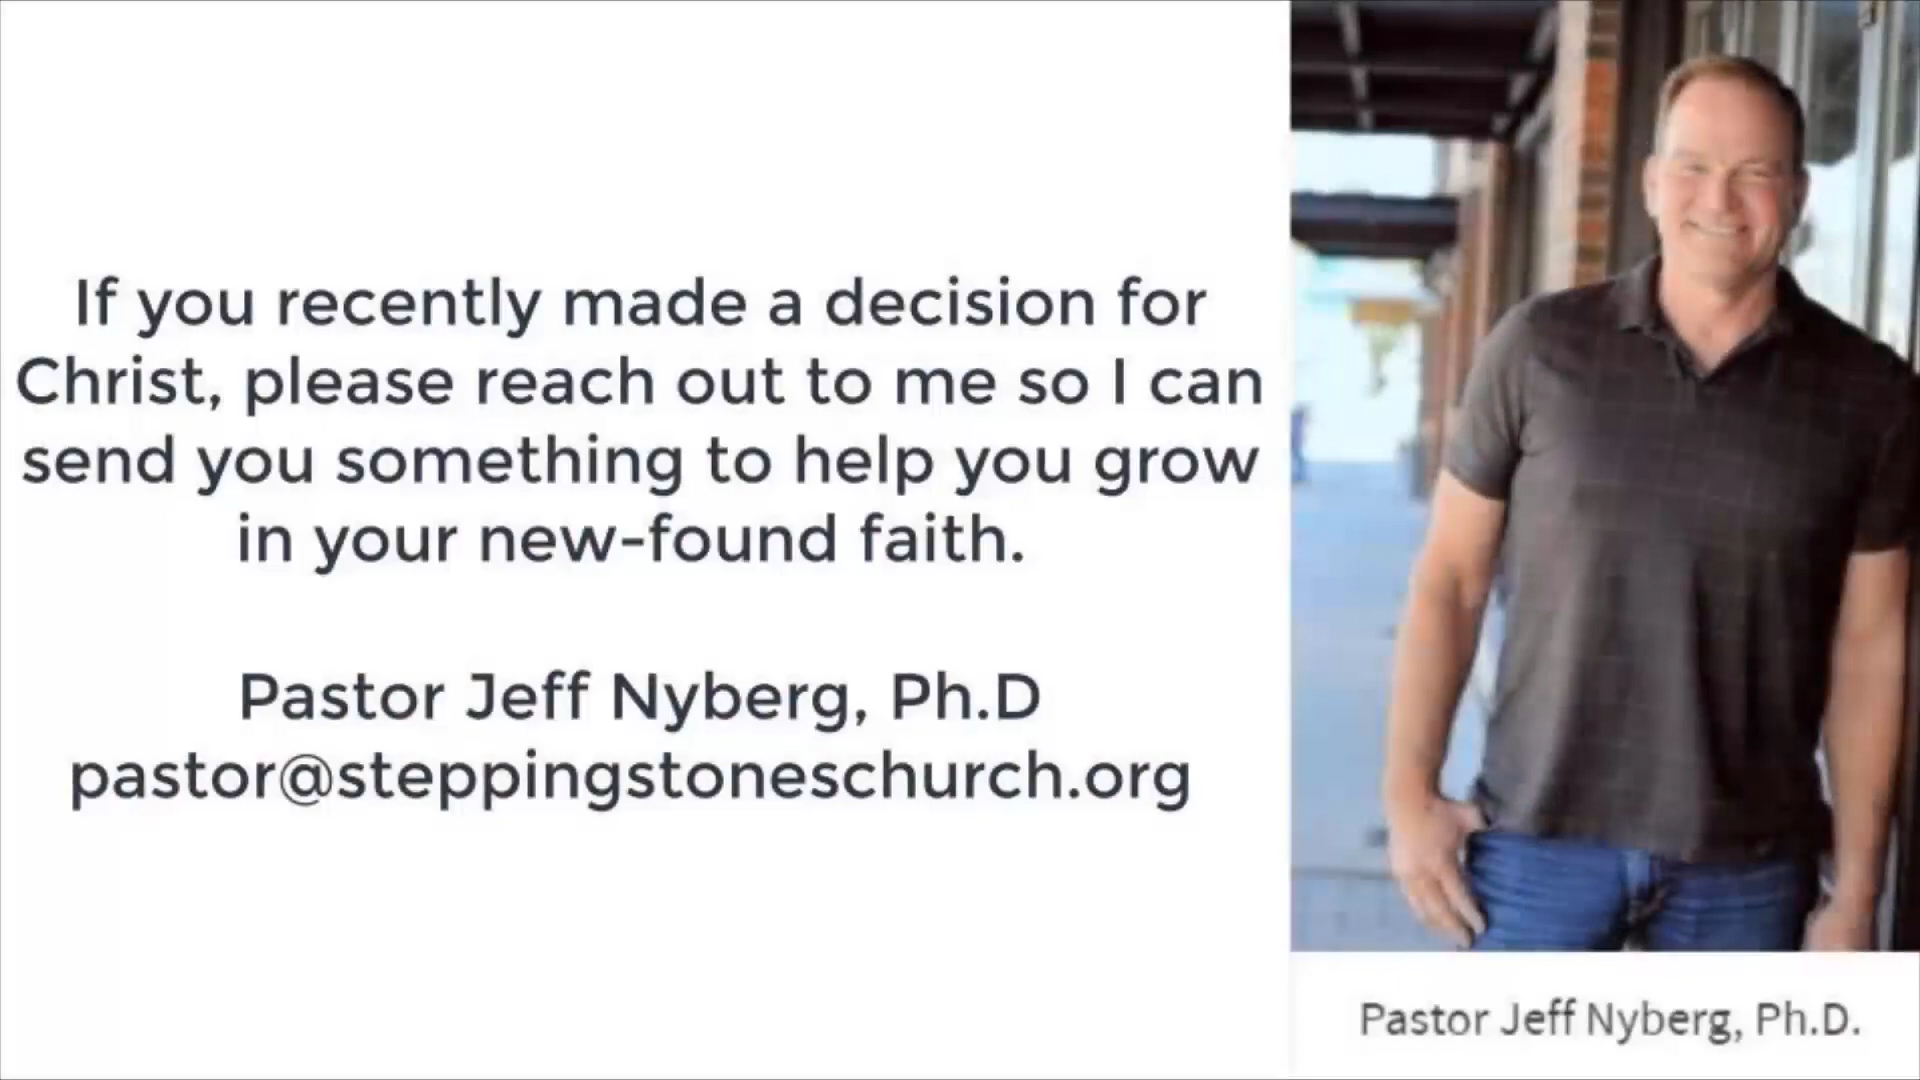 If you recently made a decision for
Christ, please reach out to me so I can
send you something to help you grow
in your new-found faith.
Pastor Jeff Nyberg, Ph.D
pastor@steppingstoneschurch.org
Pastor Jeff Nyberg, Ph.D.